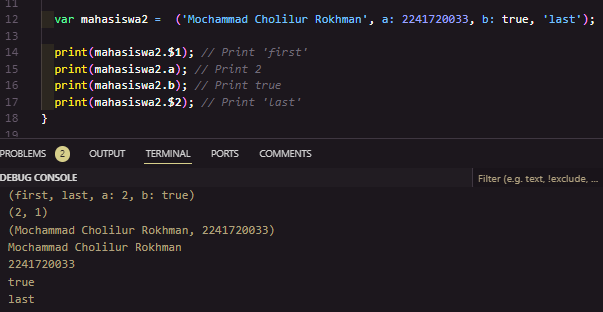 11
12 var mahasiswa2 = ('Mochammad Cholilur Rokhman', a: 2241720033, b: true, 'last');
13
14 print(mahasiswa2.$1); // Print 'first'
15 print(mahasiswa2.a); // Print 2
16 print(mahasiswa2.b); // Print true
17 print(mahasiswa2.$2); // Print 'last'
18 }
19
PROBLEMS 2 OUTPUT TERMINAL PORTS COMMENTS
DEBUG CONSOLE Filter (e.g. text, !exclude, ...
(first, last, a: 2, b: true)
(2, 1)
(Mochammad Cholilur Rokhman, 2241720033)
Mochammad Cholilur Rokhman
2241720033
true
last